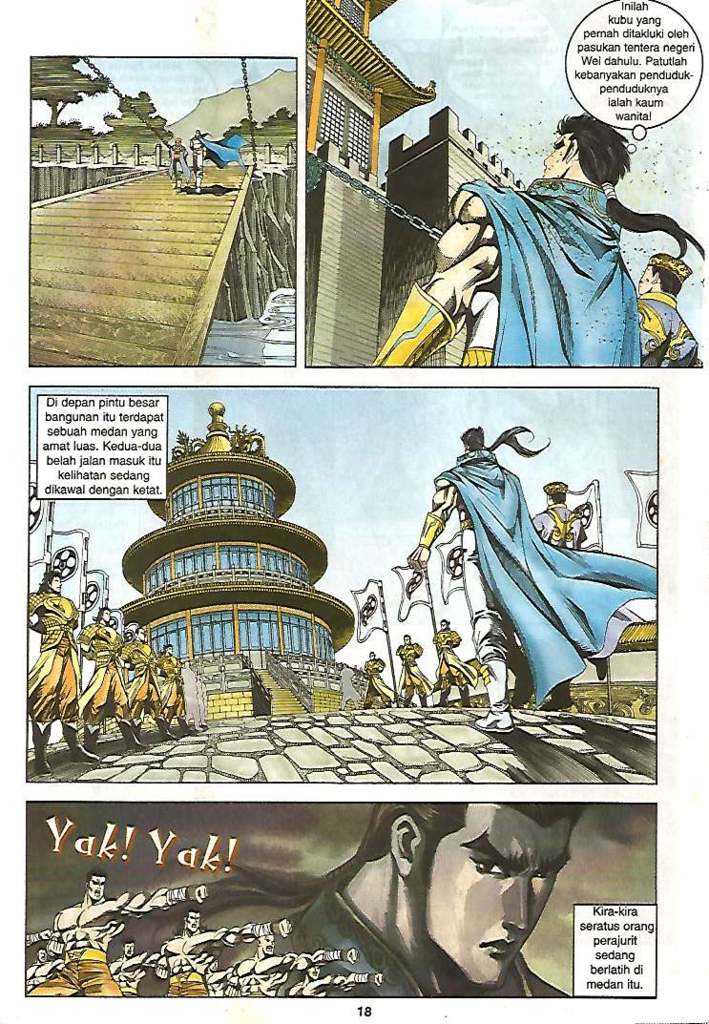 Inilah
kubu yang
pernah ditakluki oleh
pasukan tentera negeri
Wei dahulu. Patutlah
kebanyakan penduduk-
penduduknya
ialah kaum
wanita!
Di depan pintu besar
bangunan itu terdapat
sebuah medan yang
amat luas. Kedua-dua
belah jalan masuk itu
kelihatan sedang
dikawal dengan ketat.
Yak! Yak!
Kira-kira
seratus orang
perajurit
sedang
berlatih di
medan itu.
18